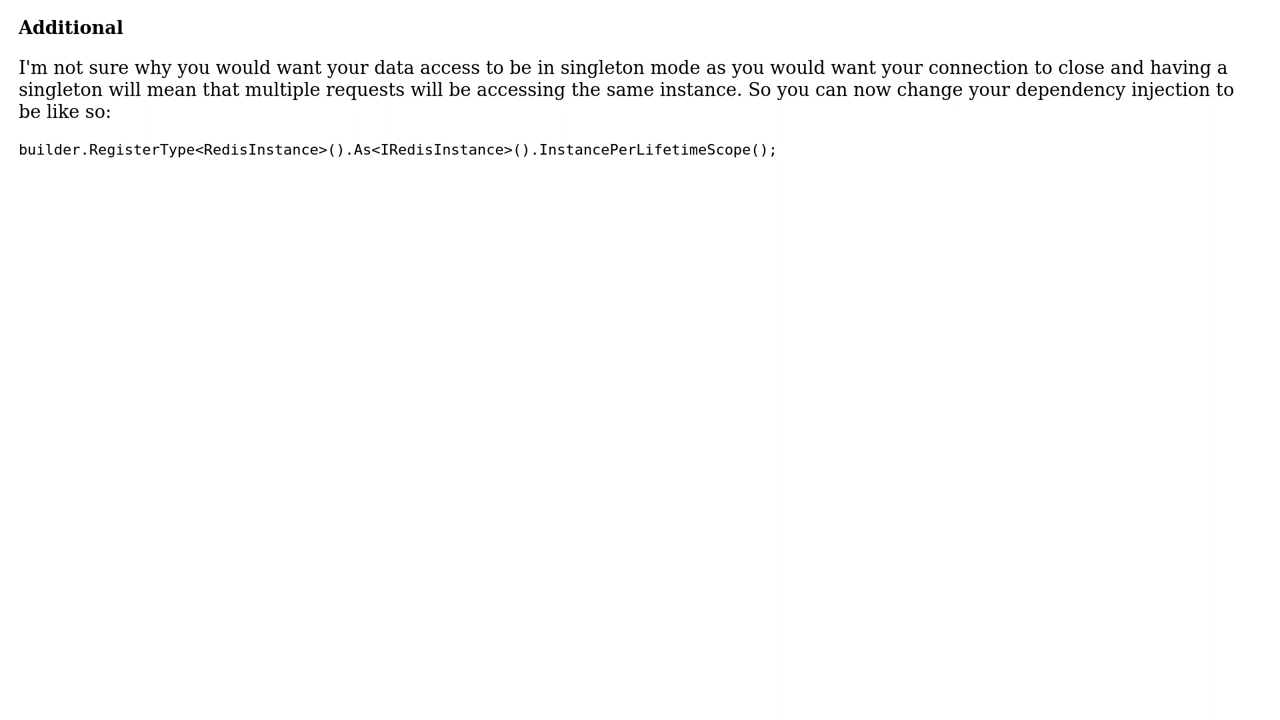 Additional
I'm not sure why you would want your data access to be in singleton mode as you would want your connection to close and having a
singleton will mean that multiple requests will be accessing the same instance. So you can now change your dependency injection to
be like so:
builder.RegisterType<RedisInstance>().As<IRedisInstance>().InstancePerLifetimeScope();